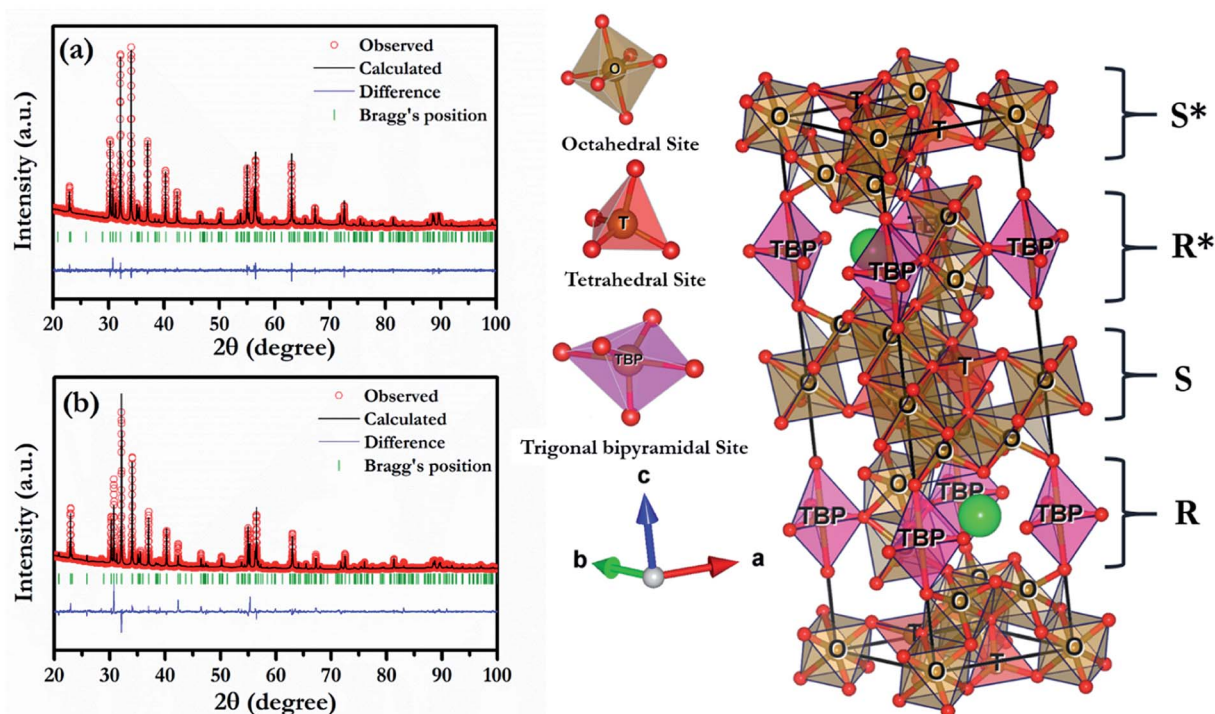 (a)
Observed
Calculated
Difference
Bragg's position
Intensity (a.u.)
20 30 40 50 60 70 80 90 100
2θ (degree)
(b)
Observed
Calculated
Difference
Bragg's position
Intensity (a.u.)
20 30 40 50 60 70 80 90 100
2θ (degree)
O
Octahedral Site
T
Tetrahedral Site
TBP
Trigonal bipyramidal Site
c
b
a
O T O O
O O T
O O
S*
TBP TBP O TBP
TBP O
R*
O O
O T O
O
S
O O
O TBP
TBP TBP TBP
R
O O
O T O
O T